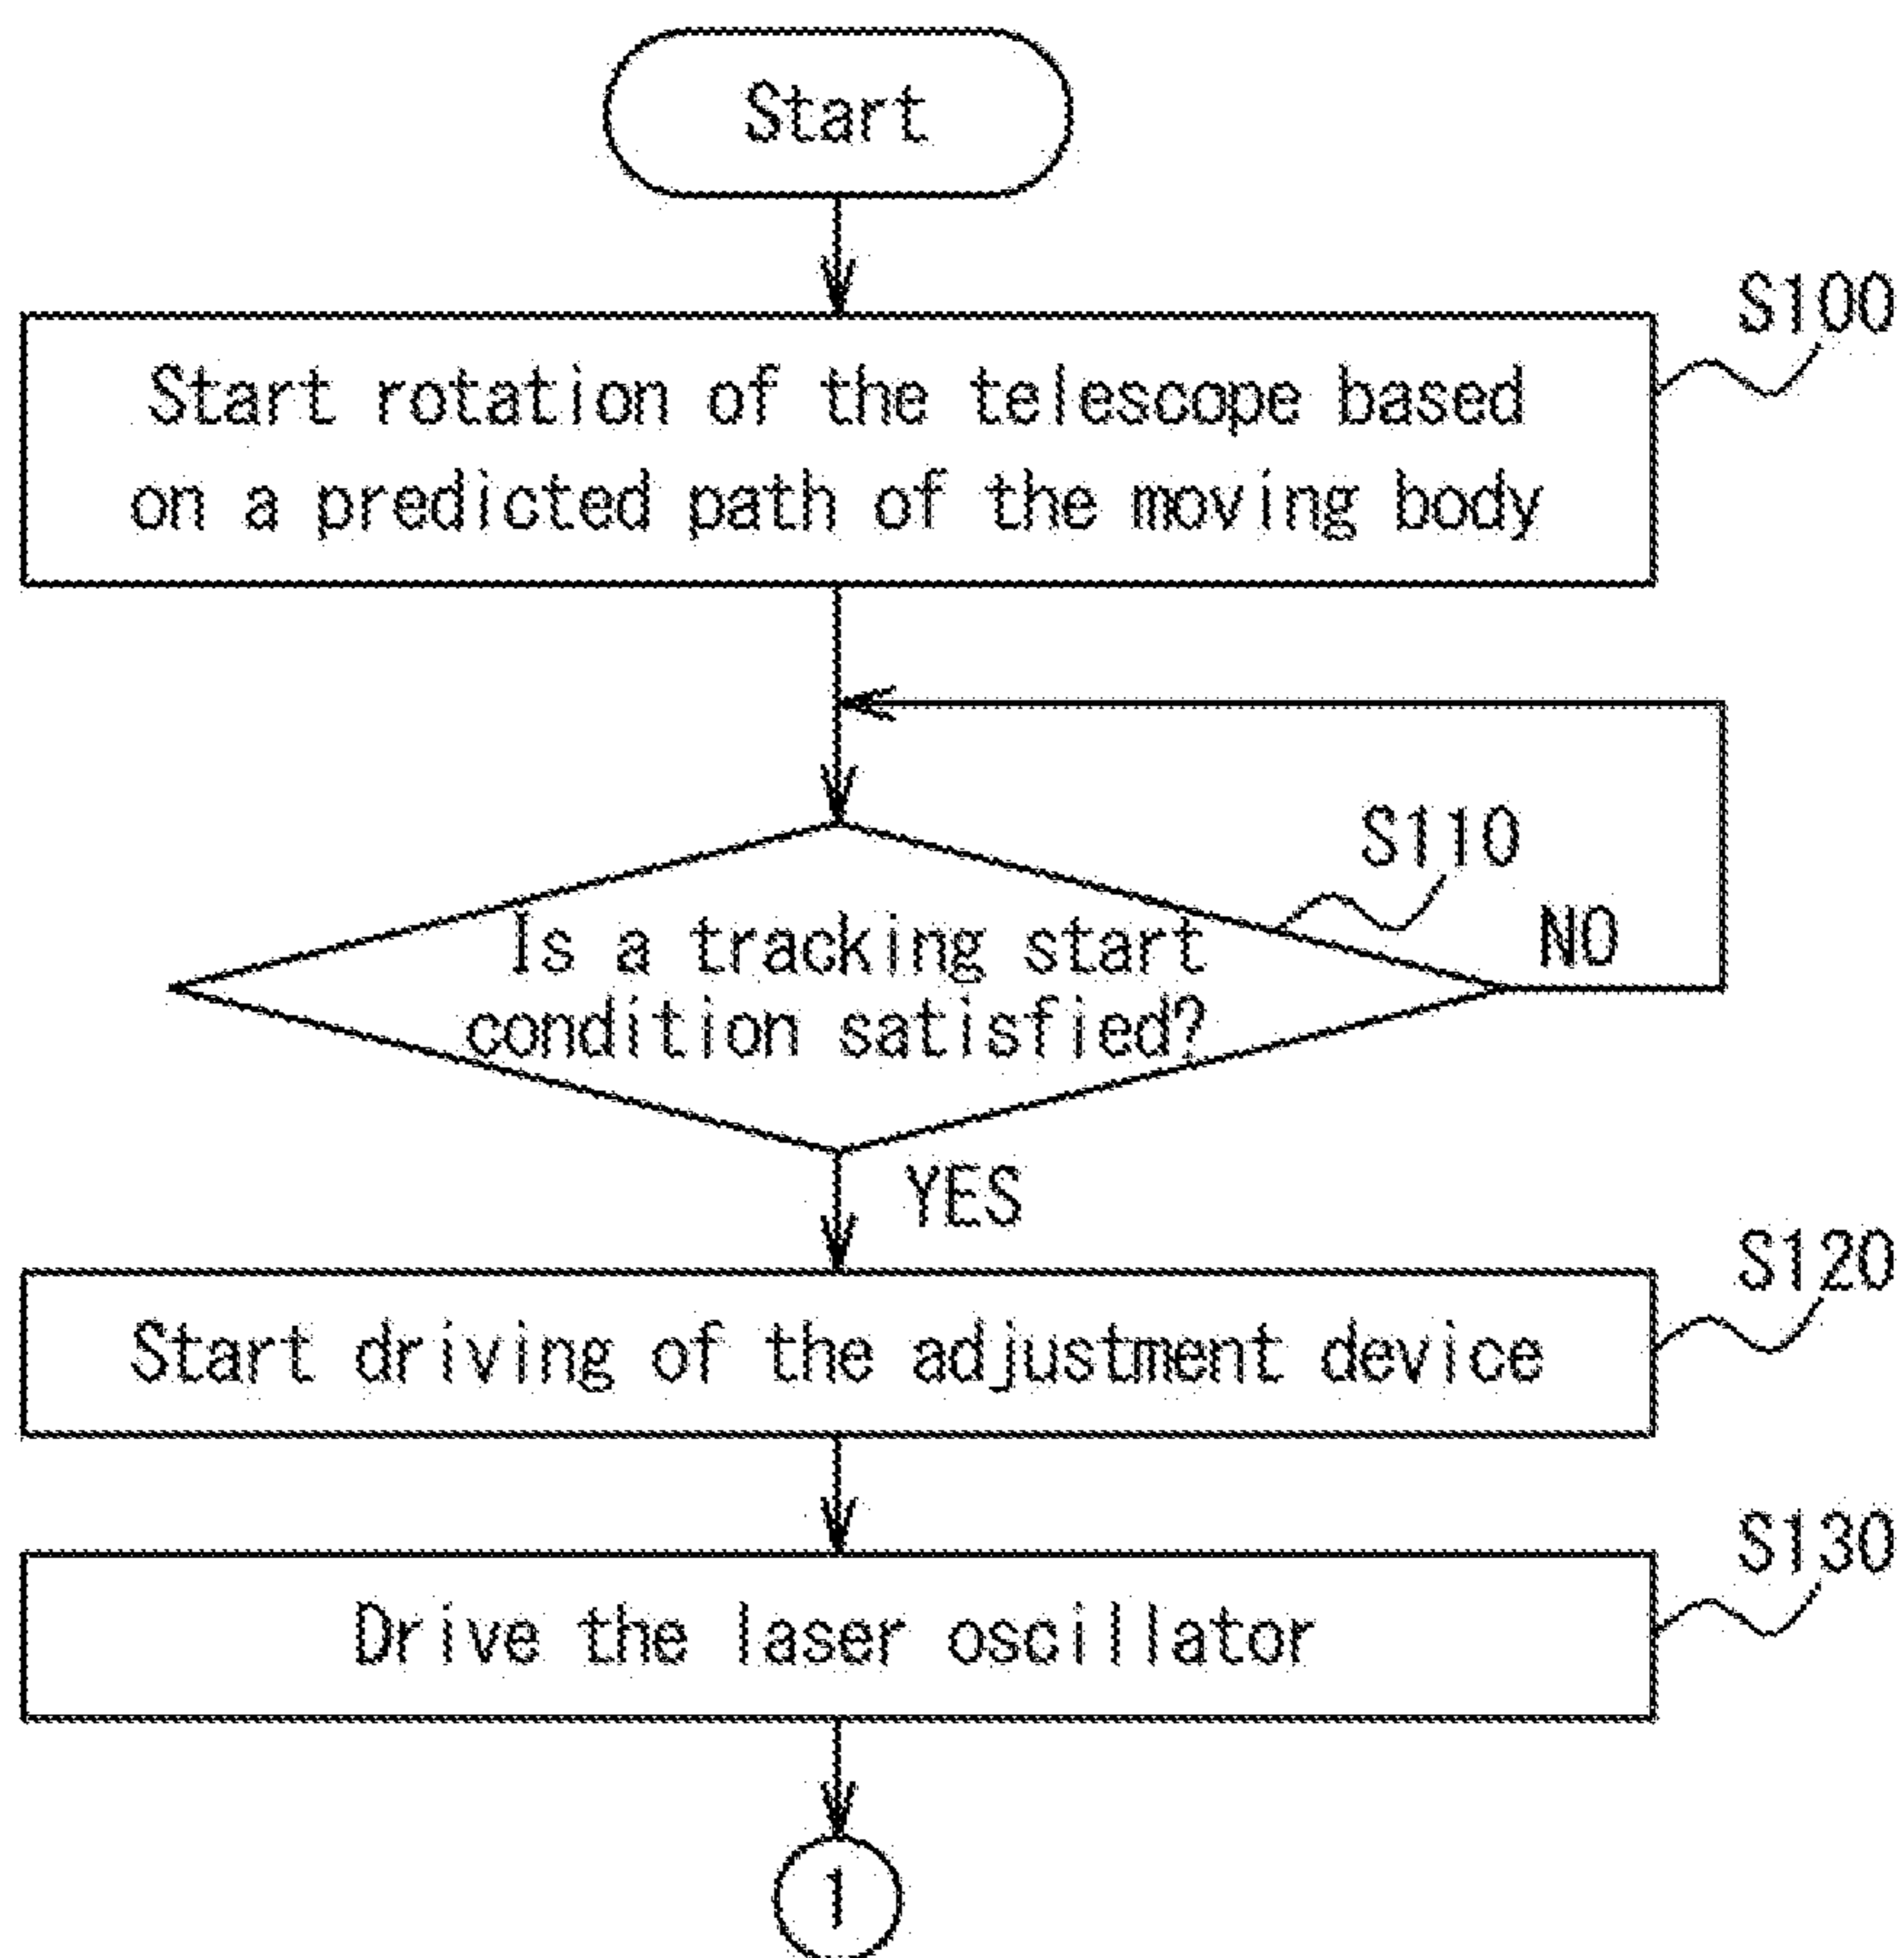 Start
S100
Start rotation of the telescope based
on a predicted path of the moving body
S110
NO
Is a tracking start
condition satisfied?
YES
S120
Start driving of the adjustment device
S130
Drive the laser oscillator
1